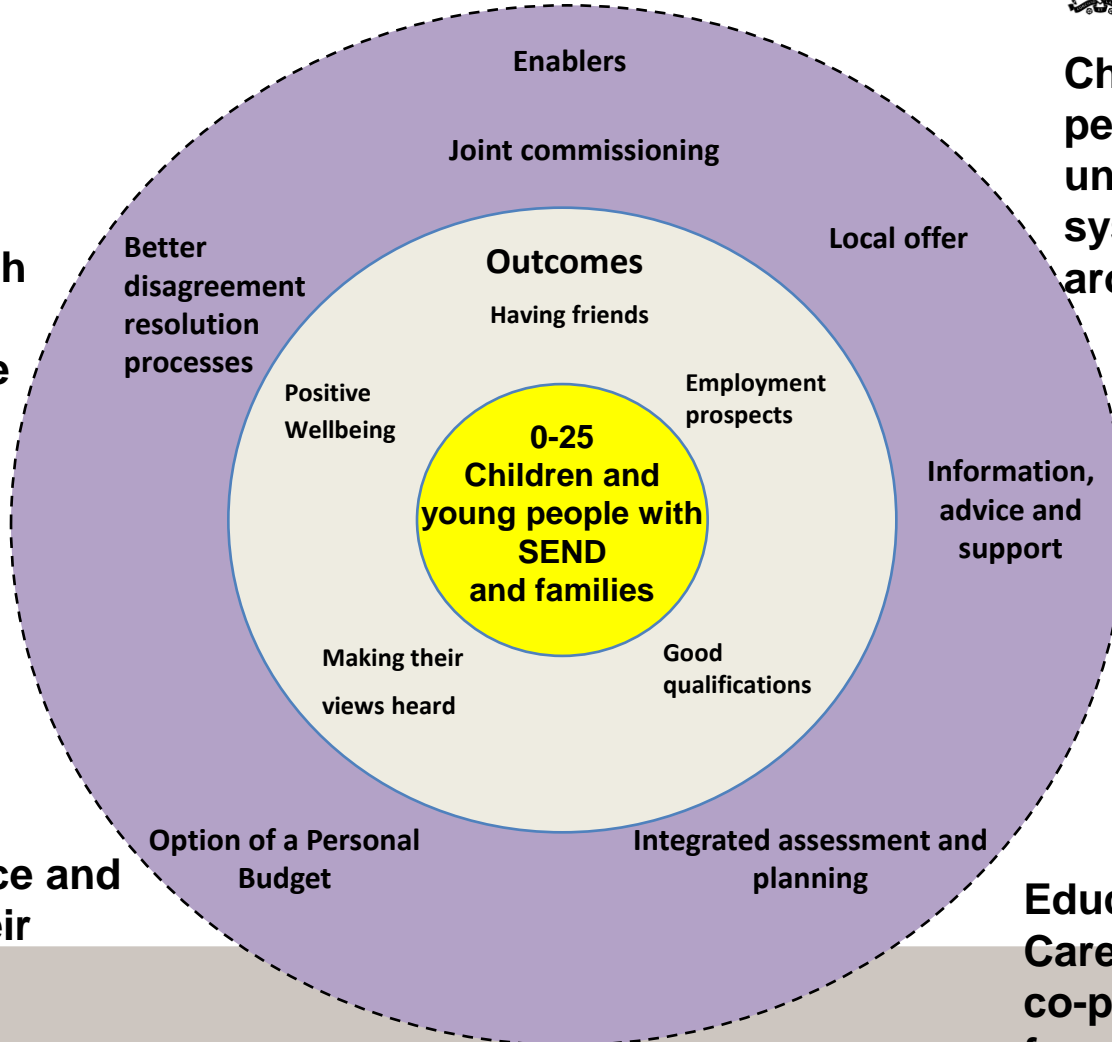 Enablers
Joint commissioning
Better
disagreement
resolution
processes
Local offer
Outcomes
Having friends
Positive
Wellbeing
Employment
prospects
0-25
Children and
young people with
SEND
and families
Information,
advice and
support
Making their
views heard
Good
qualifications
Option of a Personal
Budget
Integrated assessment and
planning
and
co-p